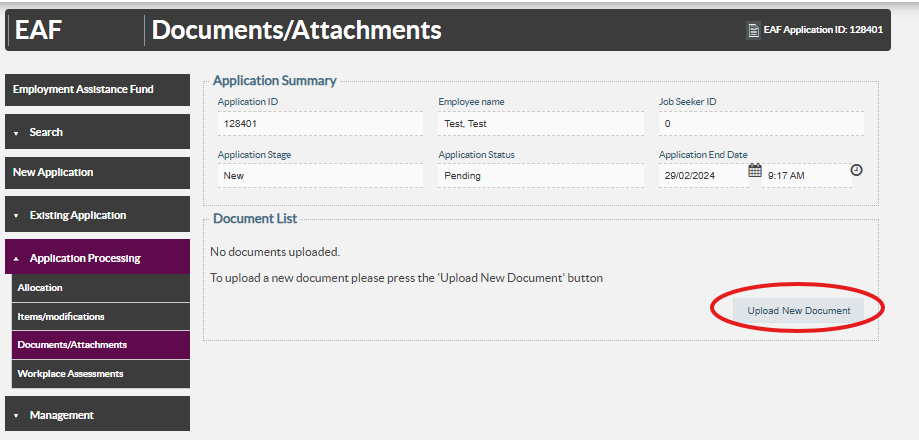 EAF Documents/Attachments EAF Application ID: 128401
Employment Assistance Fund
Search
New Application
Existing Application
Application Processing
Allocation
Items/modifications
Documents/Attachments
Workplace Assessments
Management
Application Summary
Application ID Employee name Job Seeker ID
128401 Test, Test 0
Application Stage Application Status Application End Date
New Pending 29/02/2024 9:17 AM
Document List
No documents uploaded.
To upload a new document please press the 'Upload New Document' button
Upload New Document